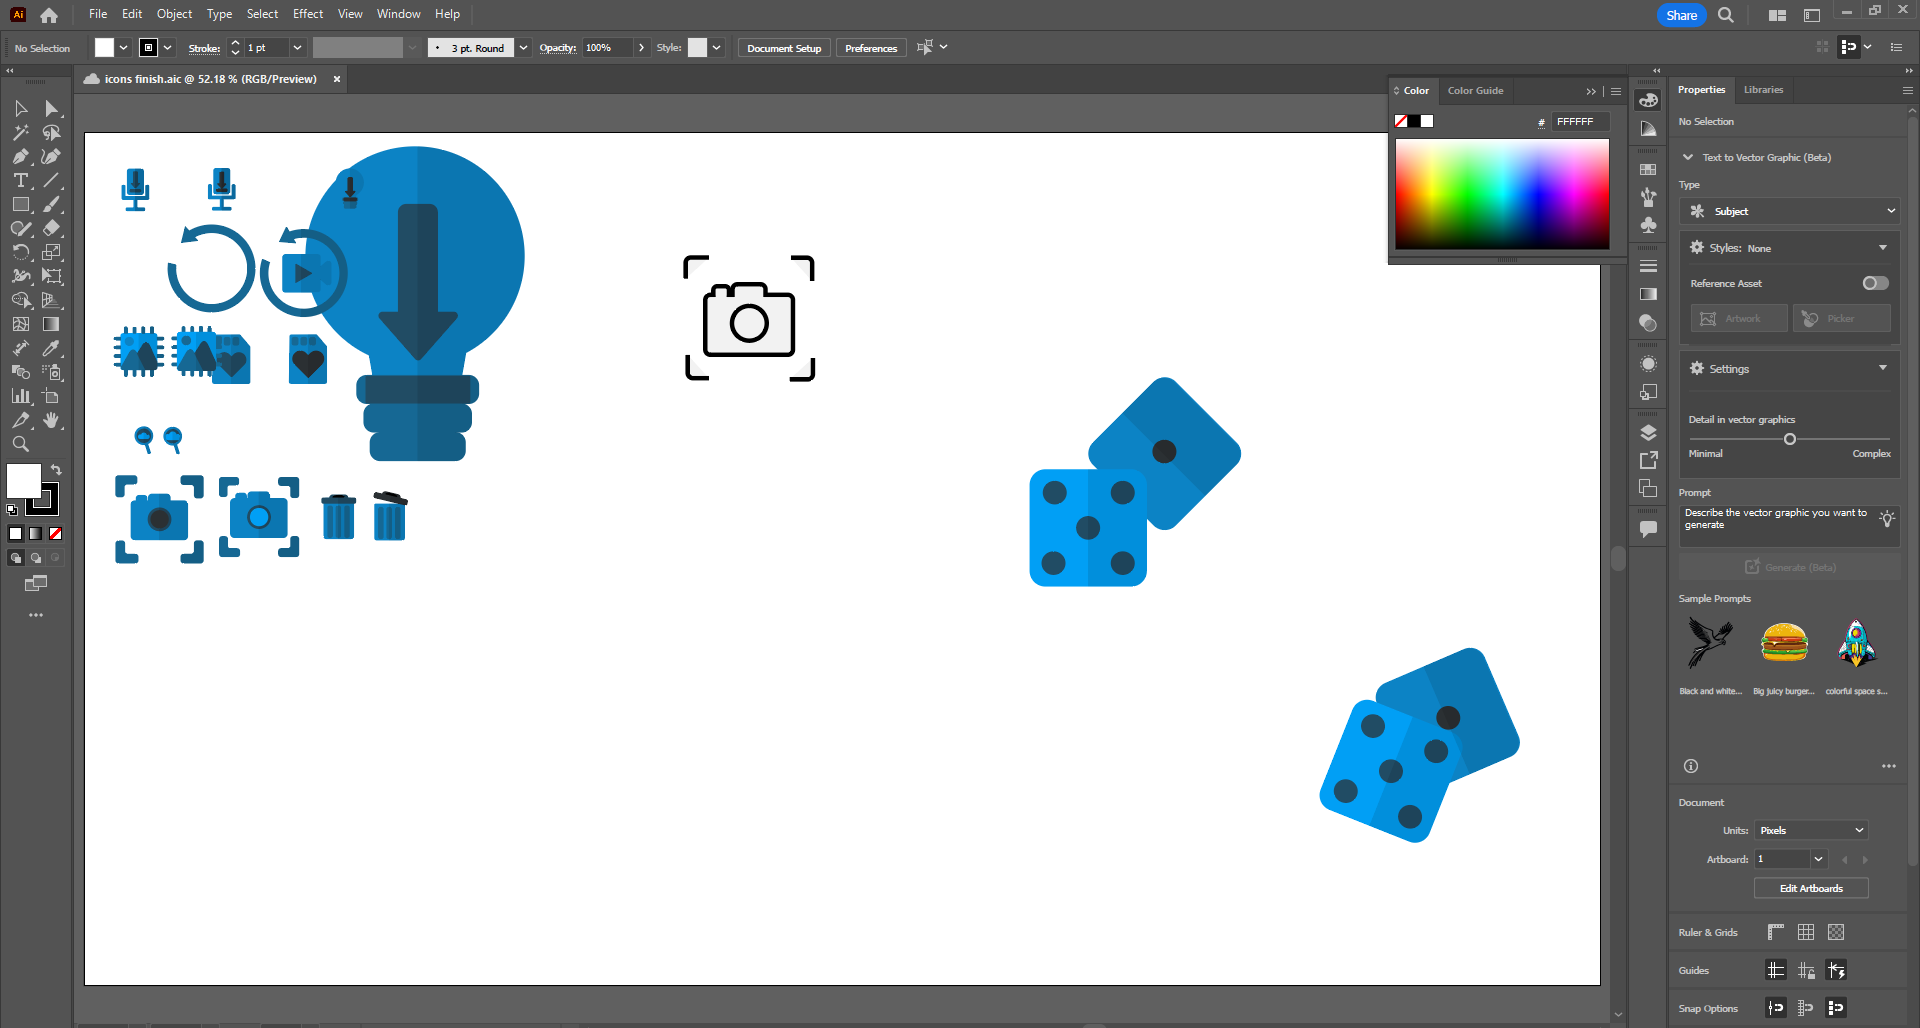 Ai File Edit Object Type Select Effect View Window Help Share
No Selection Stroke: 1 pt 3 pt. Round Opacity: 100% Style: Document Setup Preferences
icons finish.aic @ 52.18 % (RGB/Preview)
Color Color Guide
# FFFFFF
Properties Libraries
No Selection
Text to Vector Graphic (Beta)
Type
Subject
Styles: None
Reference Asset
Artwork Picker
Settings
Detail in vector graphics
Minimal Complex
Prompt
Describe the vector graphic you want to
generate
Generate (Beta)
Sample Prompts
Black and white... Big juicy burger... colorful space s...
Document
Units: Pixels
Artboard: 1
Edit Artboards
Ruler & Grids
Guides
Snap Options